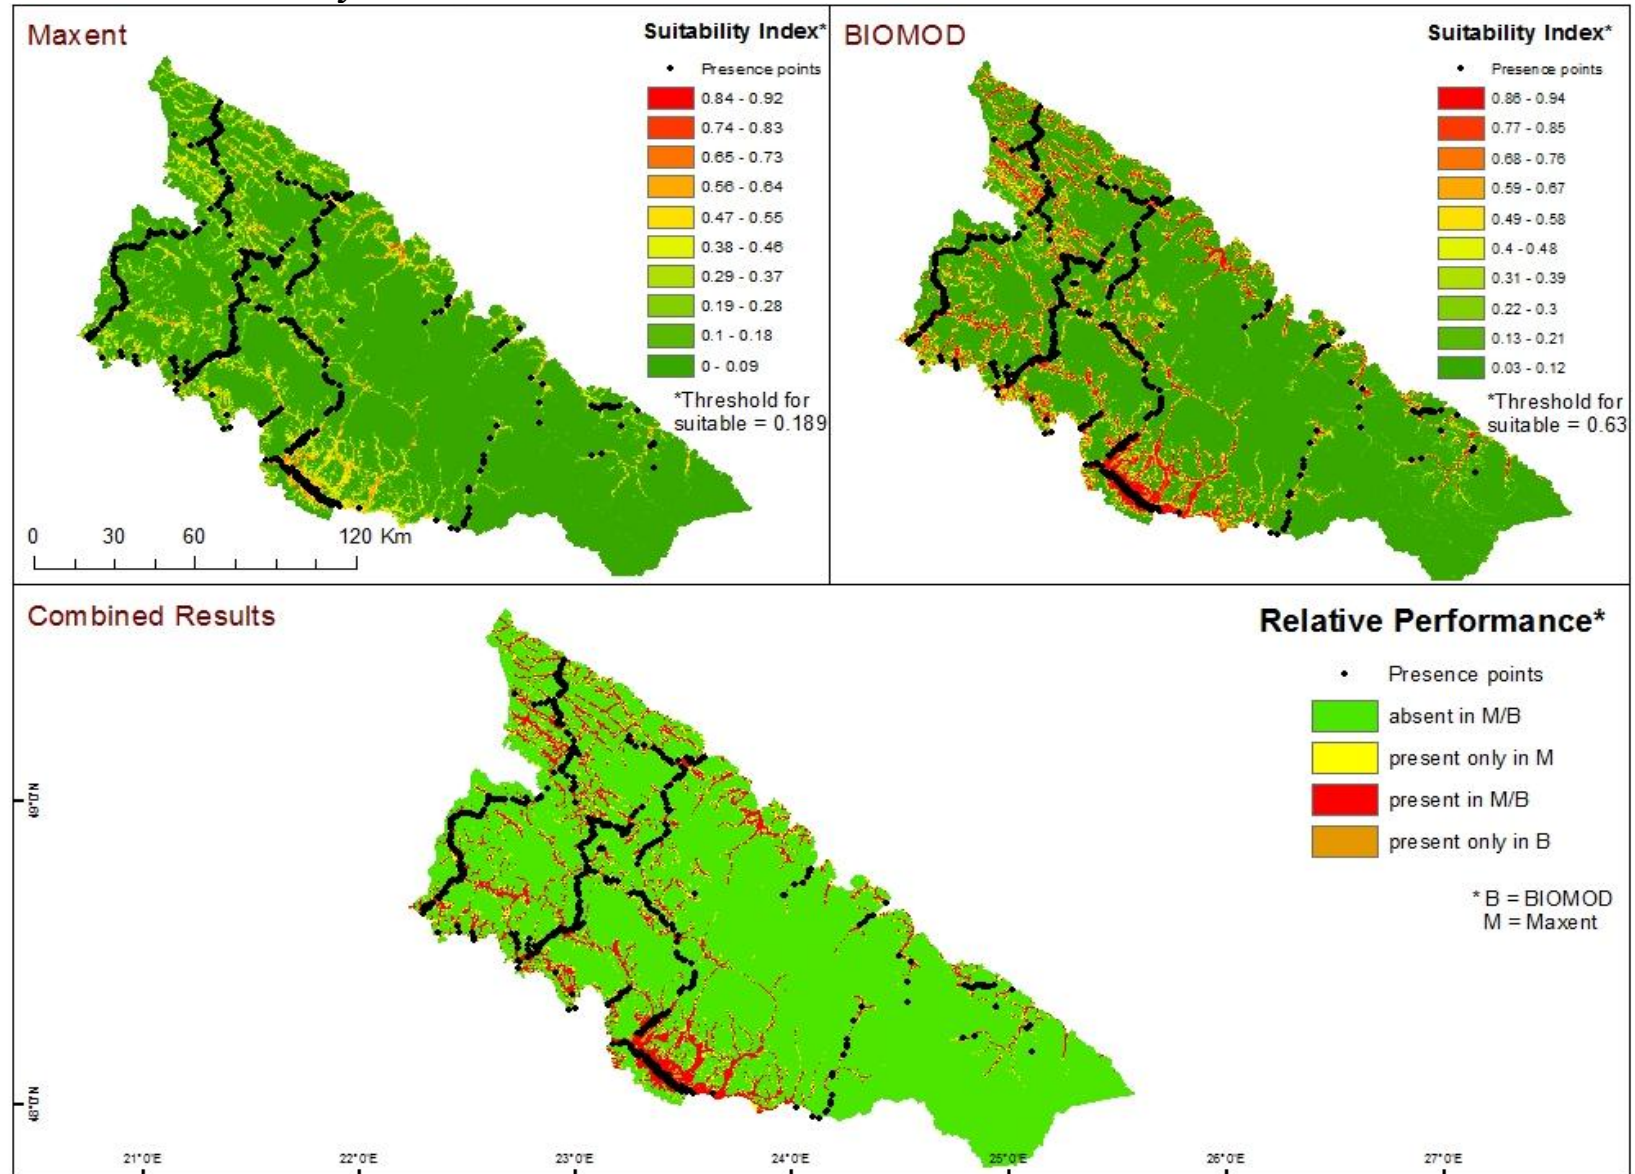 Maxent
Suitability Index*
Presence points
0.84 - 0.92
0.74 - 0.83
0.65 - 0.73
0.56 - 0.64
0.47 - 0.55
0.38 - 0.46
0.29 - 0.37
0.19 - 0.28
0.1 - 0.18
0 - 0.09
*Threshold for
suitable = 0.189
0 30 60 120 Km
BIOMOD
Suitability Index*
Presence points
0.86 - 0.94
0.77 - 0.85
0.68 - 0.76
0.59 - 0.67
0.49 - 0.58
0.4 - 0.48
0.31 - 0.39
0.22 - 0.3
0.13 - 0.21
0.03 - 0.12
*Threshold for
suitable = 0.63
Combined Results
Relative Performance*
Presence points
absent in M/B
present only in M
present in M/B
present only in B
* B = BIOMOD
M = Maxent
49°0'N
48°0'N
21°0'E 22°0'E 23°0'E 24°0'E 25°0'E 26°0'E 27°0'E